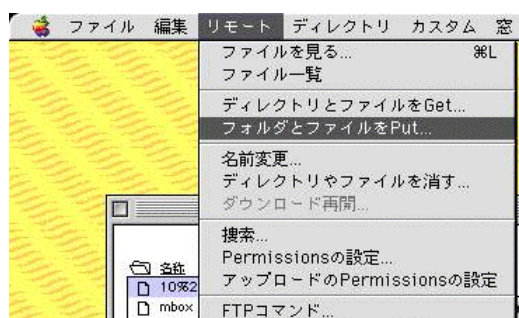 ファイル 編集 リモート ディレクトリ カスタム 窓
ファイルを見る... ⌘L
ファイル一覧
ディレクトリとファイルをGet...
フォルダとファイルをPut...
名前変更...
ディレクトリやファイルを消す...
ダウンロード再開...
捜索...
Permissionsの設定...
アップロードのPermissionsの設定
FTPコマンド...
名称
10%2
mbox